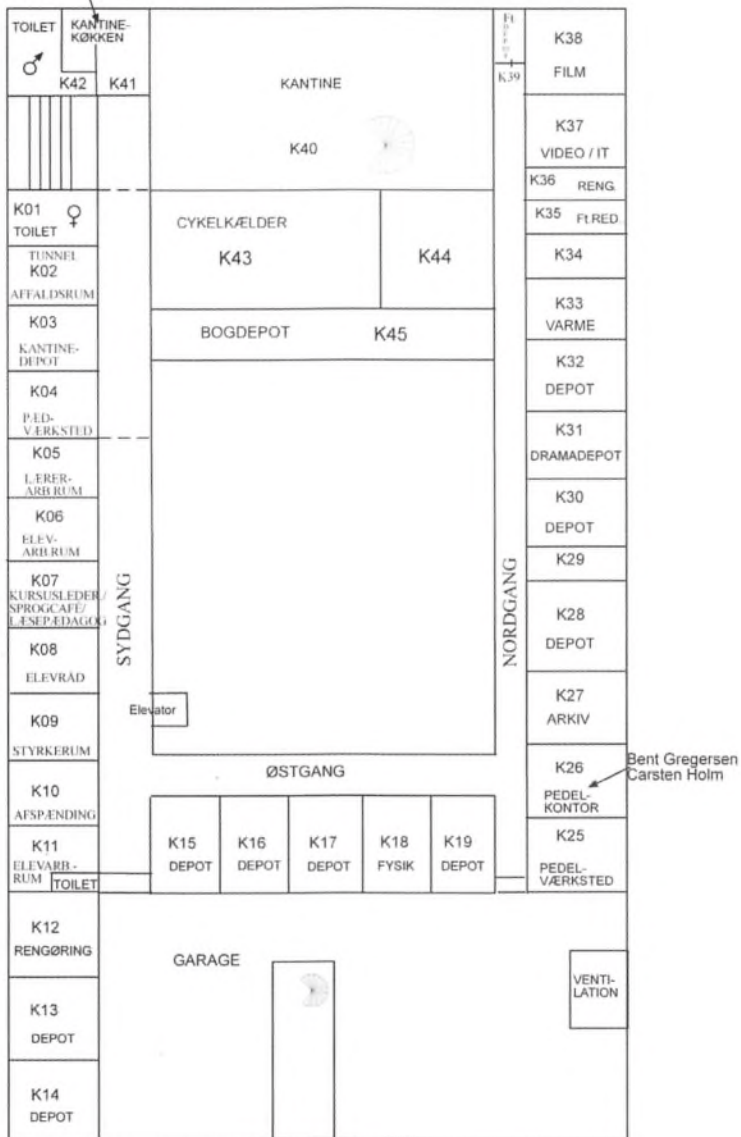 TOILET
♂
K42
KANTINE-
KØKKEN
K41
KANTINE
K40
Ft
K39
K38
FILM
K37
VIDEO / IT
K36 RENG.
K35 Ft.RED.
K34
K33
VARME
K32
DEPOT
K31
DRAMADEPOT
K30
DEPOT
K29
K28
DEPOT
K27
ARKIV
K26
PEDEL-
KONTOR
Bent Gregersen
Carsten Holm
K25
PEDEL-
VÆRKSTED
K01 ♀
TOILET
TUNNEL
K02
AFFALDSRUM
K03
KANTINE-
DEPOT
K04
PÆD-
VÆRKSTED
K05
LÆRER-
ARB.RUM
K06
ELEV-
ARB.RUM
K07
KURSUSLEDER/
SPROGCAFÉ/
LÆSEPÆDAGOG
K08
ELEVRÅD
K09
STYRKERUM
K10
AFSPÆNDING
K11
ELEVARB.-
RUM
TOILET
K12
RENGØRING
K13
DEPOT
K14
DEPOT
CYKELKÆLDER
K43
K44
BOGDEPOT K45
SYDGANG
NORDGANG
Elevator
ØSTGANG
K15
DEPOT
K16
DEPOT
K17
DEPOT
K18
FYSIK
K19
DEPOT
GARAGE
VENTI-
LATION